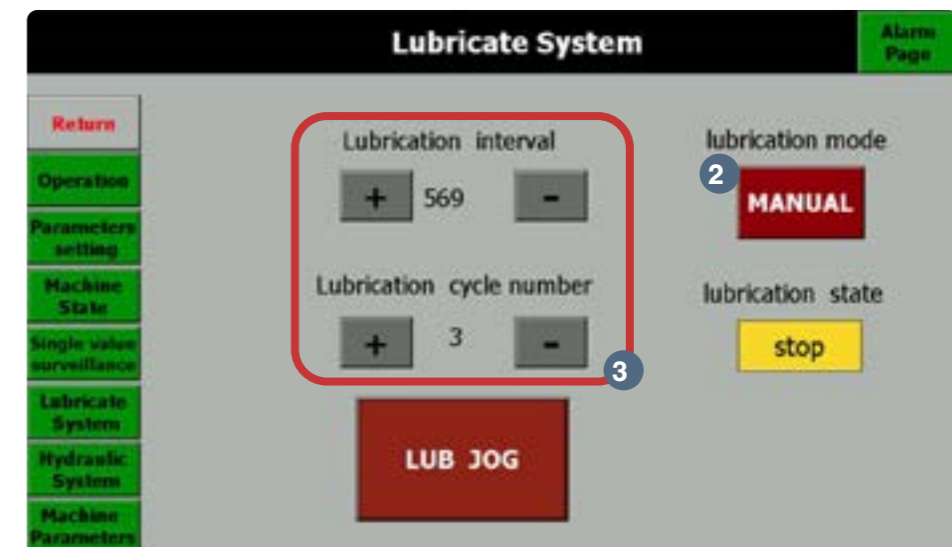 Lubricate System
Alarm
Page
Return
Operation
Parameters
setting
Machine
State
Single value
surveillance
Lubricate
System
Hydraulic
System
Machine
Parameters
Lubrication interval
+ 569 -
Lubrication cycle number
+ 3 -
3
LUB JOG
lubrication mode
2
MANUAL
lubrication state
stop